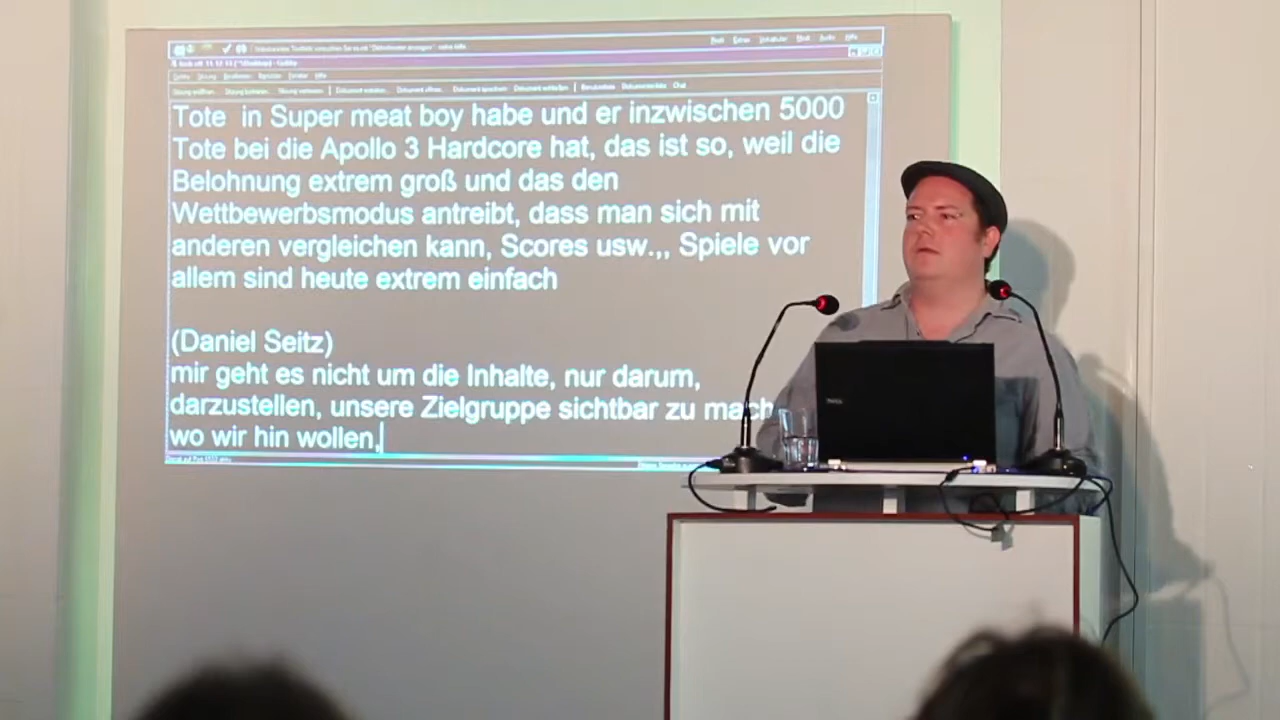 Tote in Super meat boy habe und er inzwischen 5000
Tote bei die Apollo 3 Hardcore hat, das ist so, weil die
Belohnung extrem groß und das den
Wettbewerbsmodus antreibt, dass man sich mit
anderen vergleichen kann, Scores usw.,, Spiele vor
allem sind heute extrem einfach
(Daniel Seitz)
mir geht es nicht um die Inhalte, nur darum,
darzustellen, unsere Zielgruppe sichtbar zu mach
wo wir hin wollen,